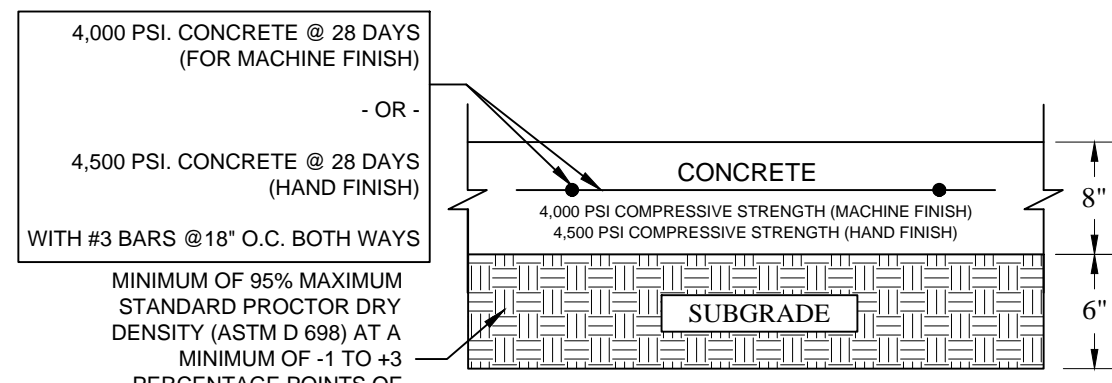 4,000 PSI. CONCRETE @ 28 DAYS
(FOR MACHINE FINISH)
- OR -
4,500 PSI. CONCRETE @ 28 DAYS
(HAND FINISH)
WITH #3 BARS @18" O.C. BOTH WAYS
MINIMUM OF 95% MAXIMUM
STANDARD PROCTOR DRY
DENSITY (ASTM D 698) AT A
MINIMUM OF -1 TO +3
PERCENTAGE POINTS OF
CONCRETE
4,000 PSI COMPRESSIVE STRENGTH (MACHINE FINISH)
4,500 PSI COMPRESSIVE STRENGTH (HAND FINISH)
SUBGRADE
8"
6"